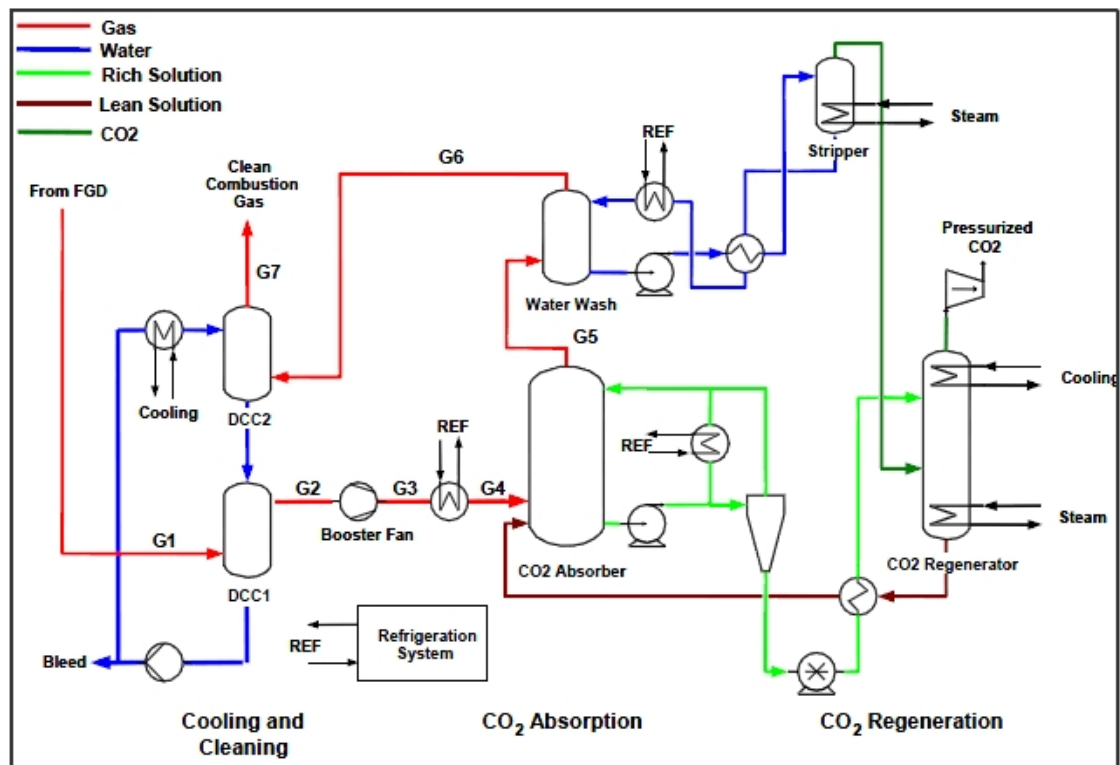 Gas
Water
Rich Solution
Lean Solution
CO2
From FGD
Clean
Combustion
Gas
G7
G6
REF
Steam
Stripper
Pressurized
CO2
Water Wash
G5
Cooling
DCC2
REF
G2
G3
G4
Booster Fan
REF
Cooling
Steam
G1
DCC1
CO2 Absorber
CO2 Regenerator
Bleed
REF
Refrigeration
System
Cooling and
Cleaning
CO₂ Absorption
CO₂ Regeneration